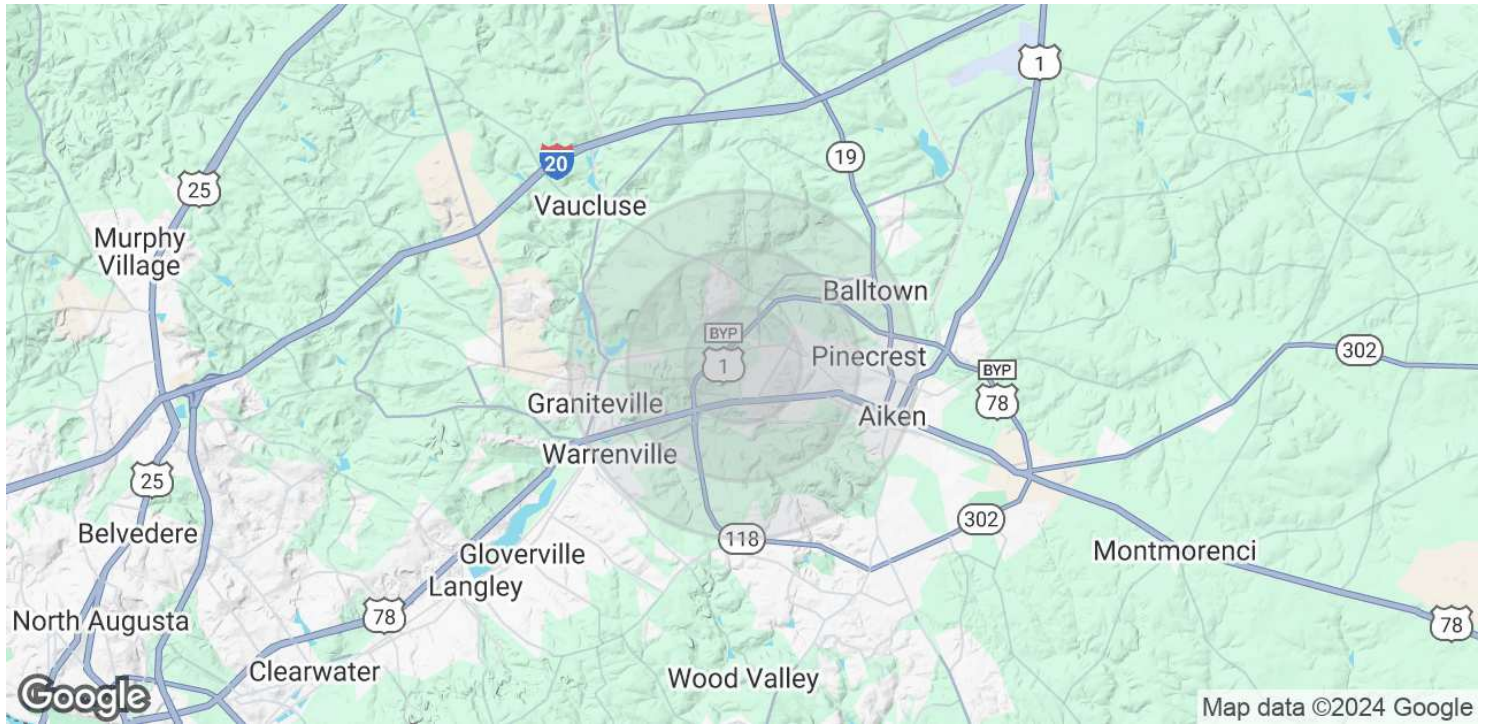 1
19
20
25
Vaucluse
Murphy
Village
Balltown
BYP
1
Pinecrest
302
BYP
78
Graniteville
Aiken
Warrenville
25
302
Belvedere
118
Gloverville
Montmorenci
Langley
78
North Augusta
78
Clearwater
Wood Valley
Google
Map data ©2024 Google